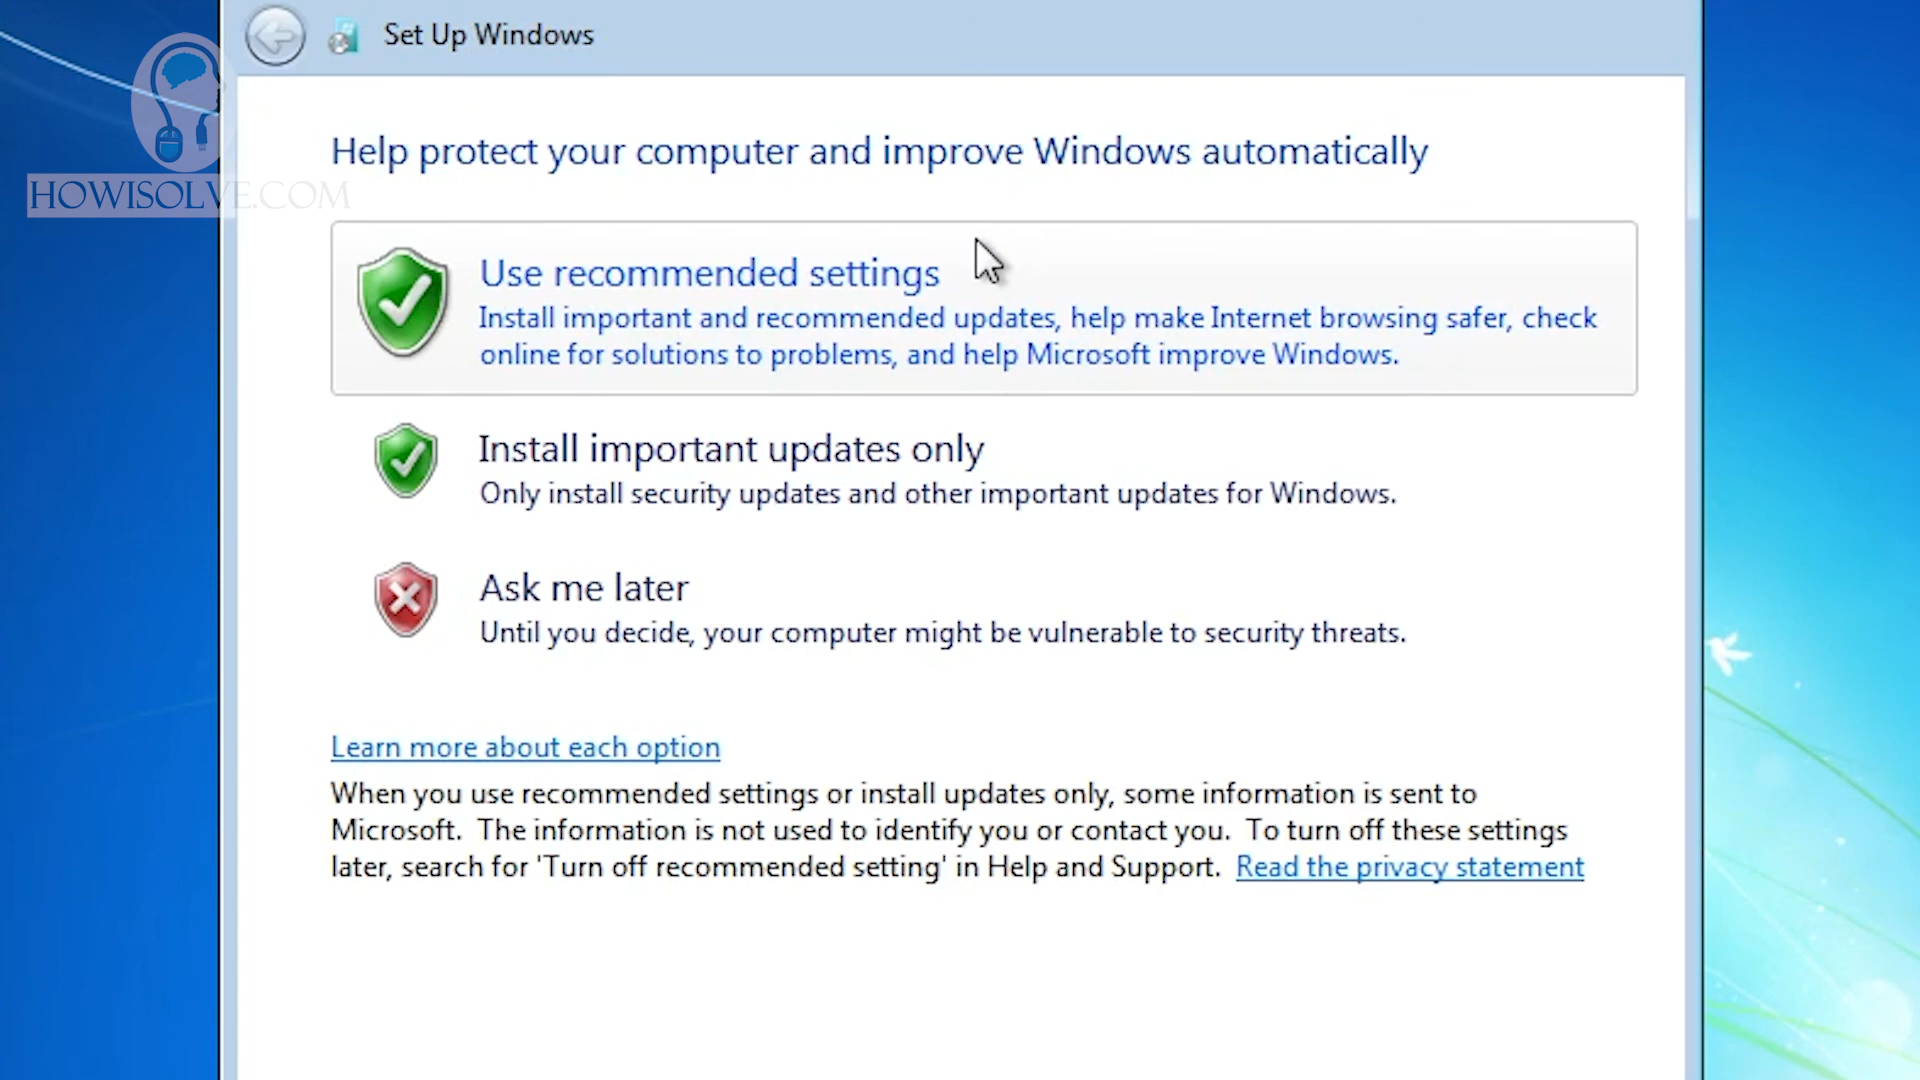 Set Up Windows
HOWISOLVE.COM
Help protect your computer and improve Windows automatically
Use recommended settings
Install important and recommended updates, help make Internet browsing safer, check
online for solutions to problems, and help Microsoft improve Windows.
Install important updates only
Only install security updates and other important updates for Windows.
Ask me later
Until you decide, your computer might be vulnerable to security threats.
Learn more about each option
When you use recommended settings or install updates only, some information is sent to
Microsoft.  The information is not used to identify you or contact you.  To turn off these settings
later, search for 'Turn off recommended setting' in Help and Support.  Read the privacy statement